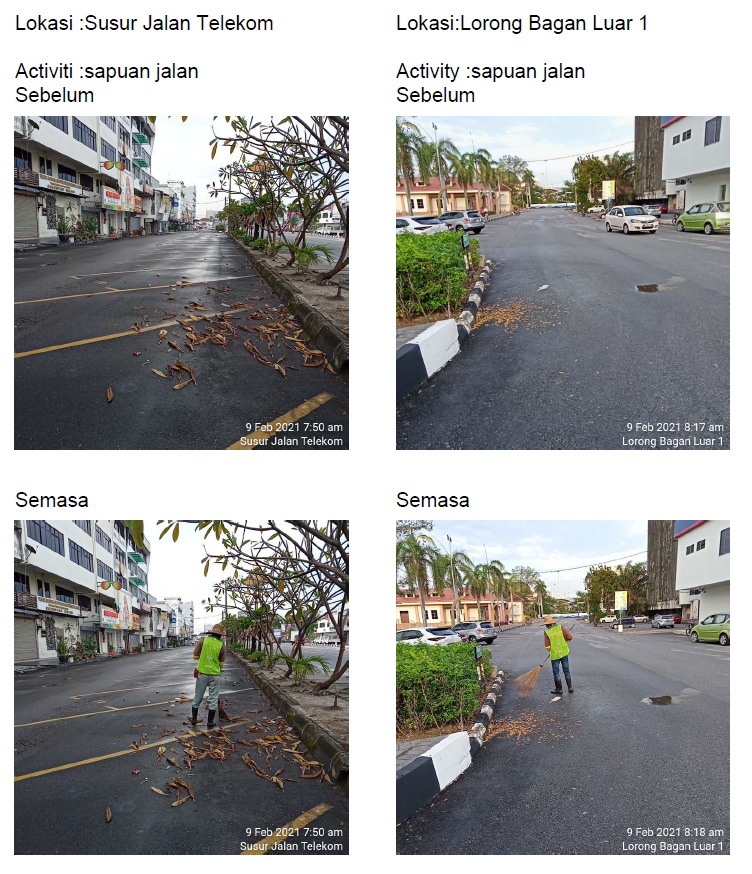 Lokasi :Susur Jalan Telekom
Activiti :sapuan jalan
Sebelum
9 Feb 2021 7:50 am
Susur Jalan Telekom
Semasa
9 Feb 2021 7:50 am
Susur Jalan Telekom
Lokasi:Lorong Bagan Luar 1
Activity :sapuan jalan
Sebelum
9 Feb 2021 8:17 am
Lorong Bagan Luar 1
Semasa
9 Feb 2021 8:18 am
Lorong Bagan Luar 1